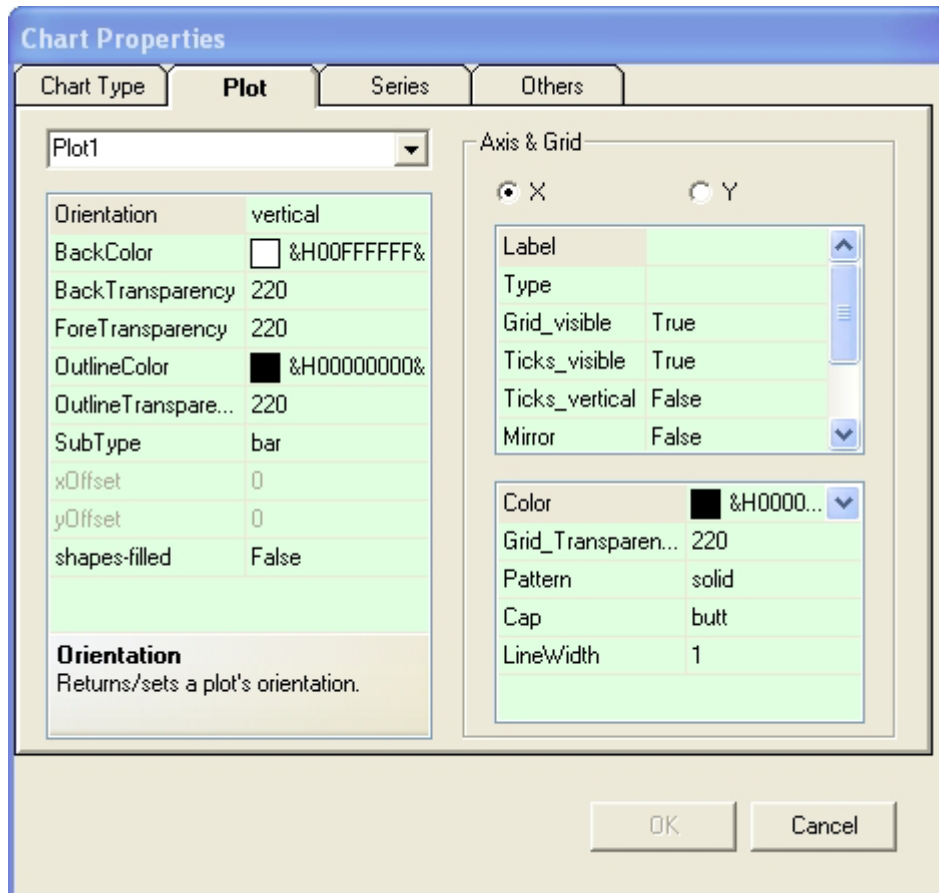 Chart Properties
Chart Type Plot Series Others
Plot1
Orientation vertical
BackColor &H00FFFFFF&
BackTransparency 220
ForeTransparency 220
OutlineColor &H00000000&
OutlineTranspare... 220
SubType bar
xOffset 0
yOffset 0
shapes-filled False
Orientation
Returns/sets a plot's orientation.
Axis & Grid
X Y
Label
Type
Grid_visible True
Ticks_visible True
Ticks_vertical False
Mirror False
Color &H0000...
Grid_Transparen... 220
Pattern solid
Cap butt
LineWidth 1
OK Cancel